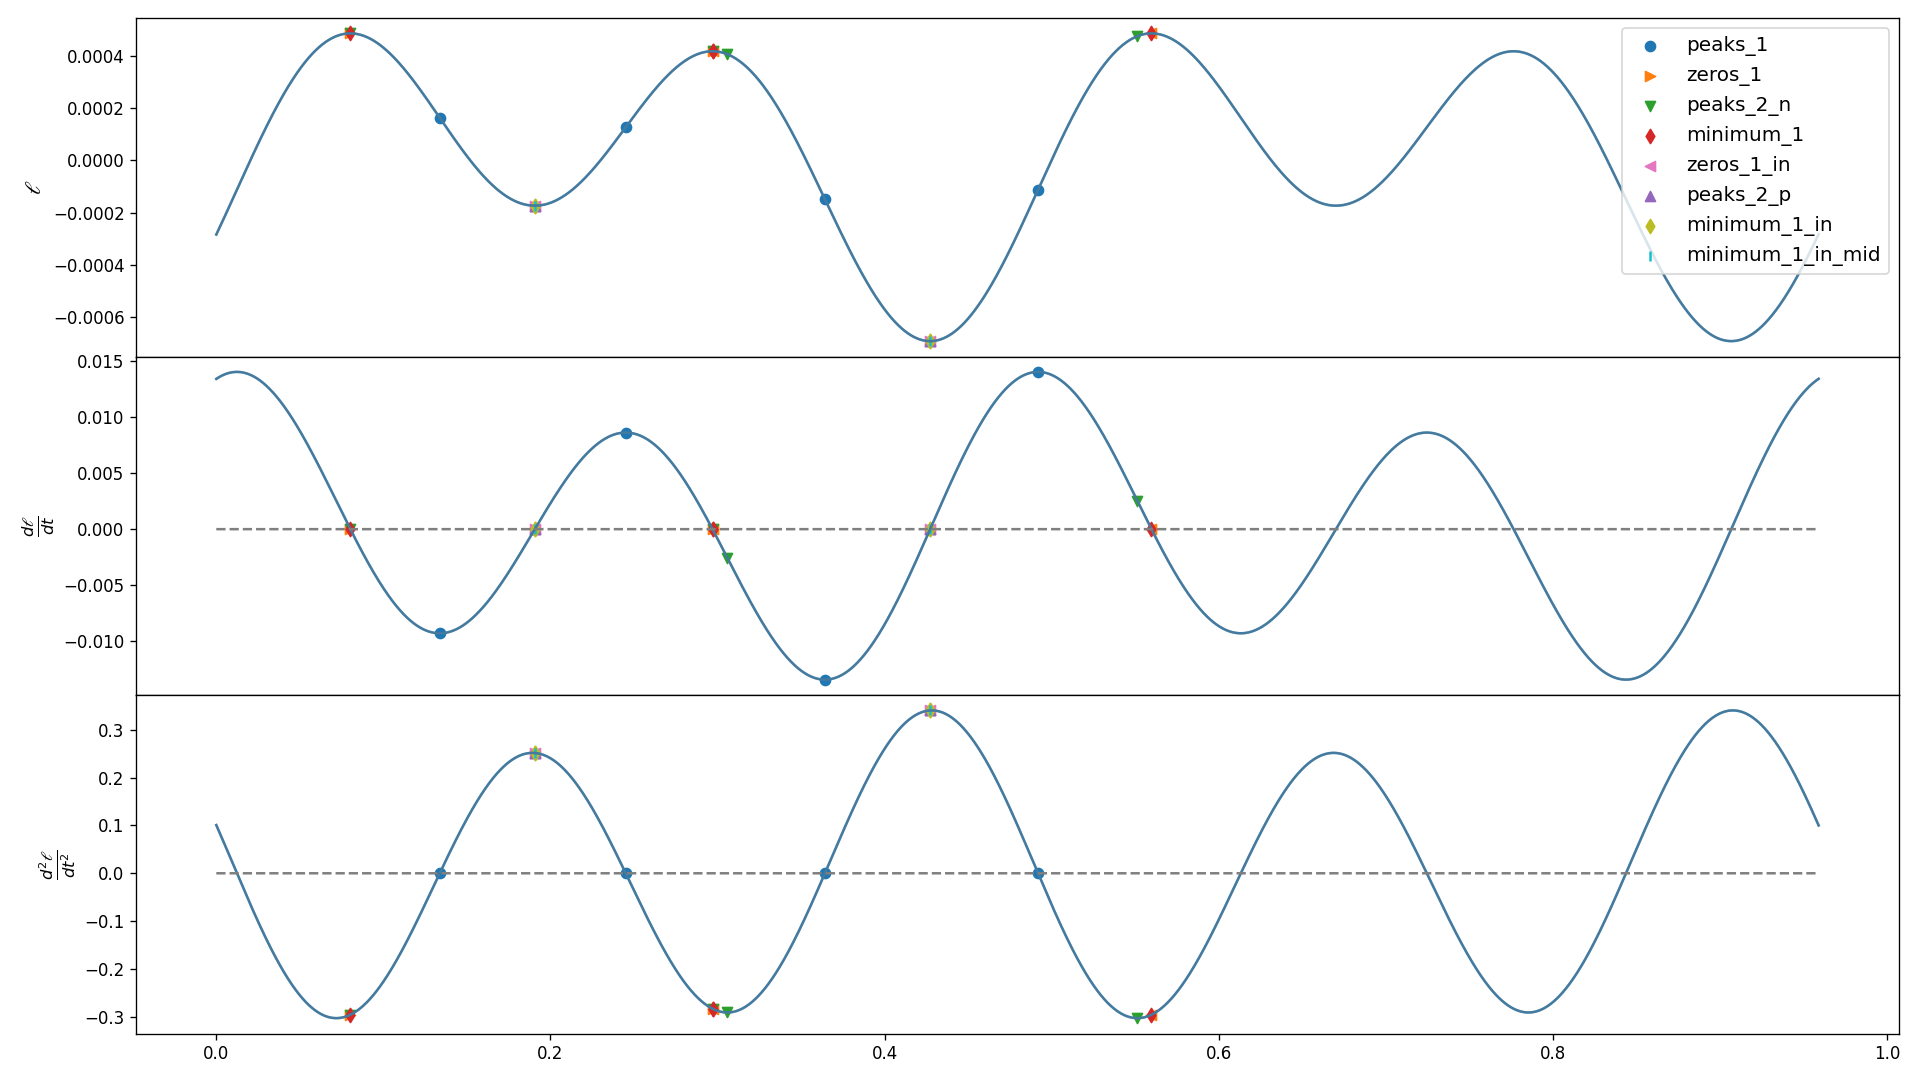 0.0004
0.0002
0.0000
−0.0002
−0.0004
−0.0006
ℓ
peaks_1
zeros_1
peaks_2_n
minimum_1
zeros_1_in
peaks_2_p
minimum_1_in
minimum_1_in_mid
0.015
0.010
0.005
0.000
−0.005
−0.010
dℓ/dt
0.3
0.2
0.1
0.0
−0.1
−0.2
−0.3
d²ℓ/dt²
0.0 0.2 0.4 0.6 0.8 1.0